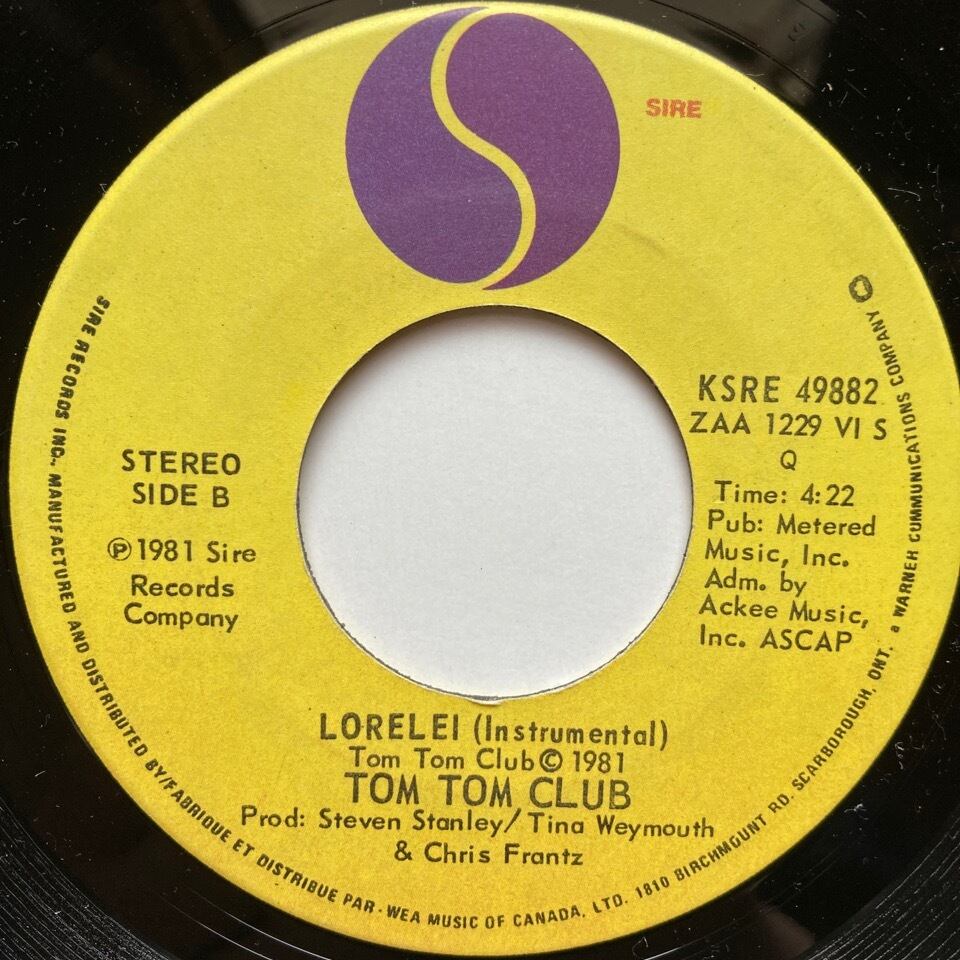 SIRE
KSRE 49882
ZAA 1229 VI S
Q
Time: 4:22
Pub: Metered
Music, Inc.
Adm. by
Ackee Music,
Inc. ASCAP
STEREO
SIDE B
℗ 1981 Sire
Records
Company
LORELEI (Instrumental)
Tom Tom Club © 1981
TOM TOM CLUB
Prod: Steven Stanley/Tina Weymouth
& Chris Frantz
SIRE RECORDS INC., MANUFACTURED AND DISTRIBUTED BY/FABRIQUE ET DISTRIBUE PAR - WEA MUSIC OF CANADA, LTD. 1810 BIRCHMOUNT RD. SCARBOROUGH, ONT. a WARNER CUMMUNICATIONS COMPANY